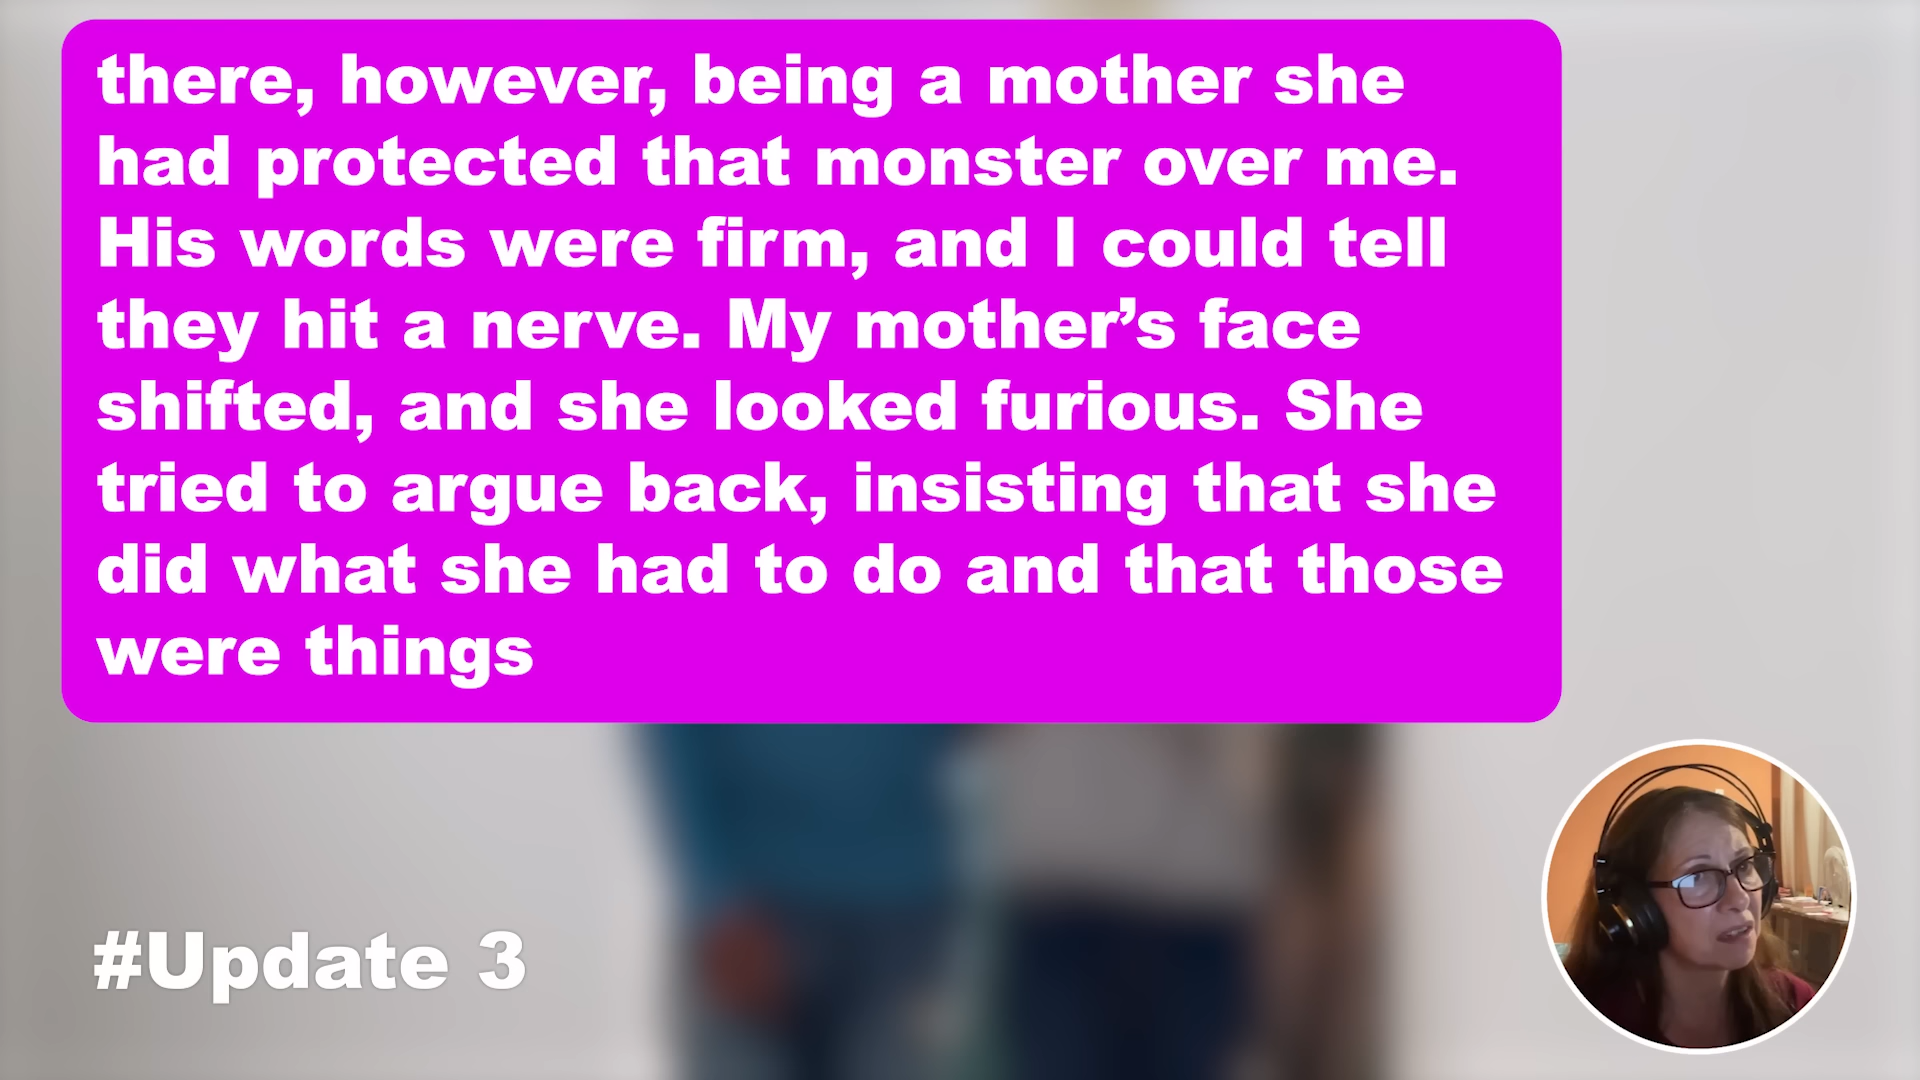 there, however, being a mother she
had protected that monster over me.
His words were firm, and I could tell
they hit a nerve. My mother’s face
shifted, and she looked furious. She
tried to argue back, insisting that she
did what she had to do and that those
were things
#Update 3